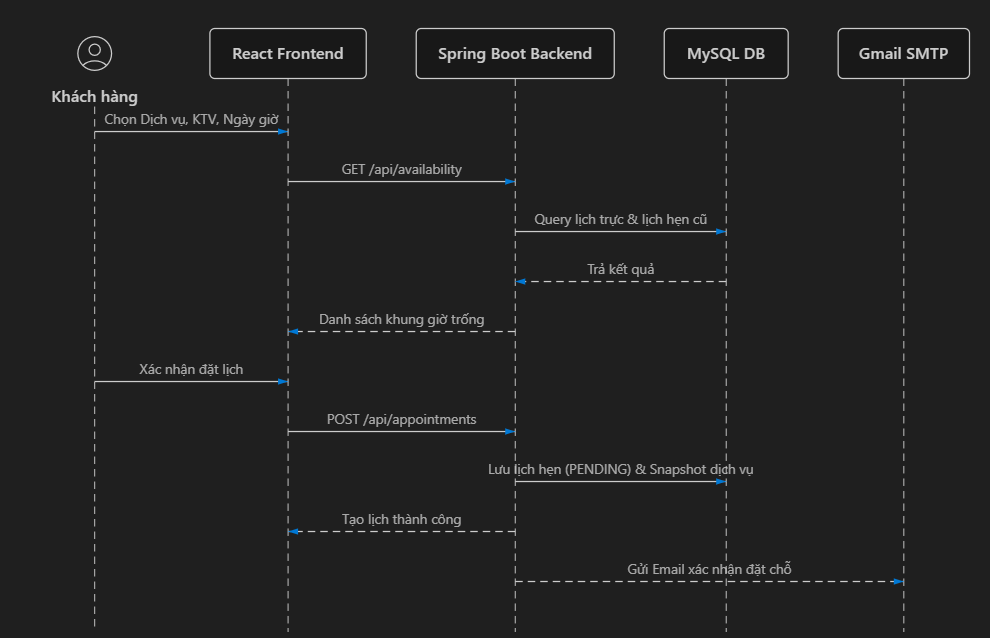 React Frontend
Spring Boot Backend
MySQL DB
Gmail SMTP
Khách hàng
Chọn Dịch vụ, KTV, Ngày giờ
GET /api/availability
Query lịch trực & lịch hẹn cũ
Trả kết quả
Danh sách khung giờ trống
Xác nhận đặt lịch
POST /api/appointments
Lưu lịch hẹn (PENDING) & Snapshot dịch vụ
Tạo lịch thành công
Gửi Email xác nhận đặt chỗ